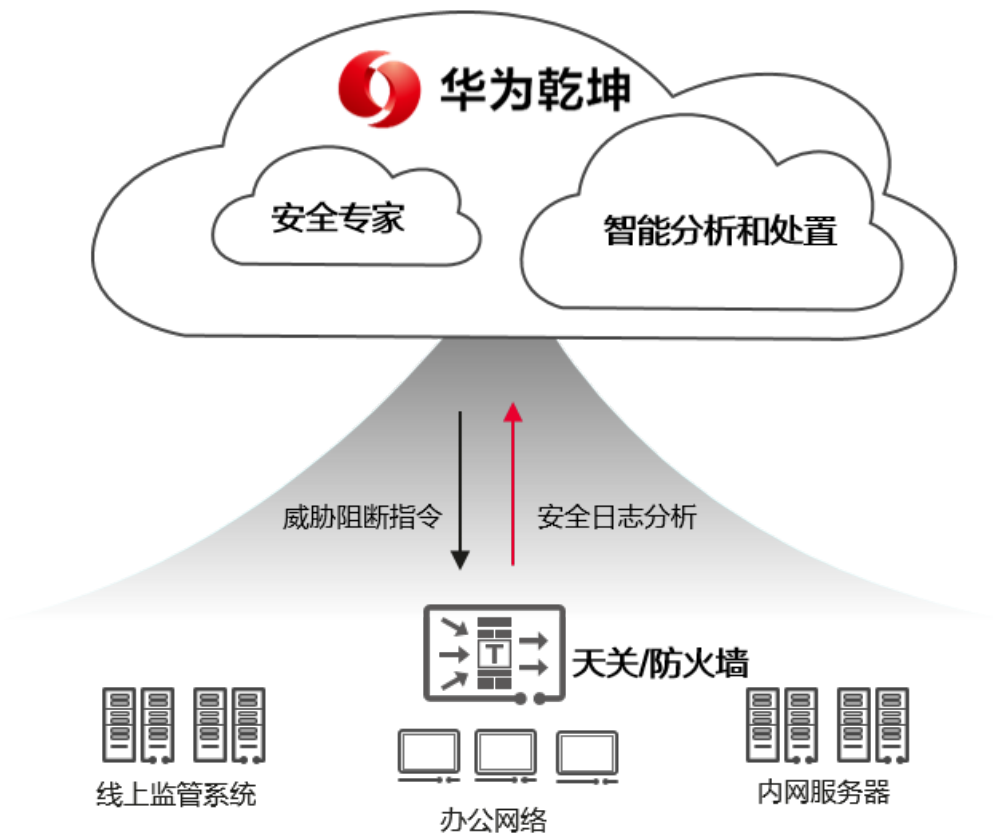 华为乾坤
安全专家
智能分析和处置
威胁阻断指令
安全日志分析
T
天关/防火墙
线上监管系统
办公网络
内网服务器